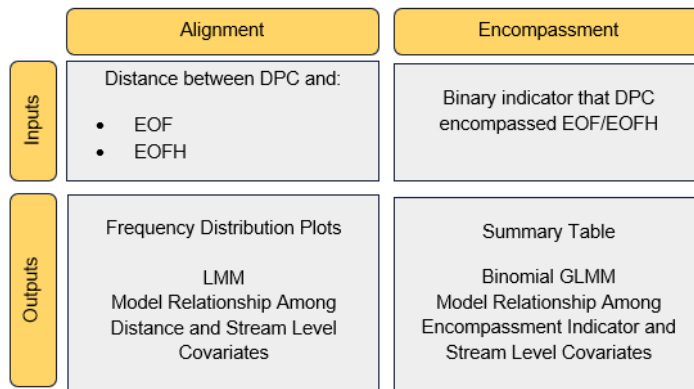 Alignment
Encompassment
Inputs
Distance between DPC and:
• EOF
• EOFH
Binary indicator that DPC
encompassed EOF/EOFH
Outputs
Frequency Distribution Plots
LMM
Model Relationship Among
Distance and Stream Level
Covariates
Summary Table
Binomial GLMM
Model Relationship Among
Encompassment Indicator and
Stream Level Covariates